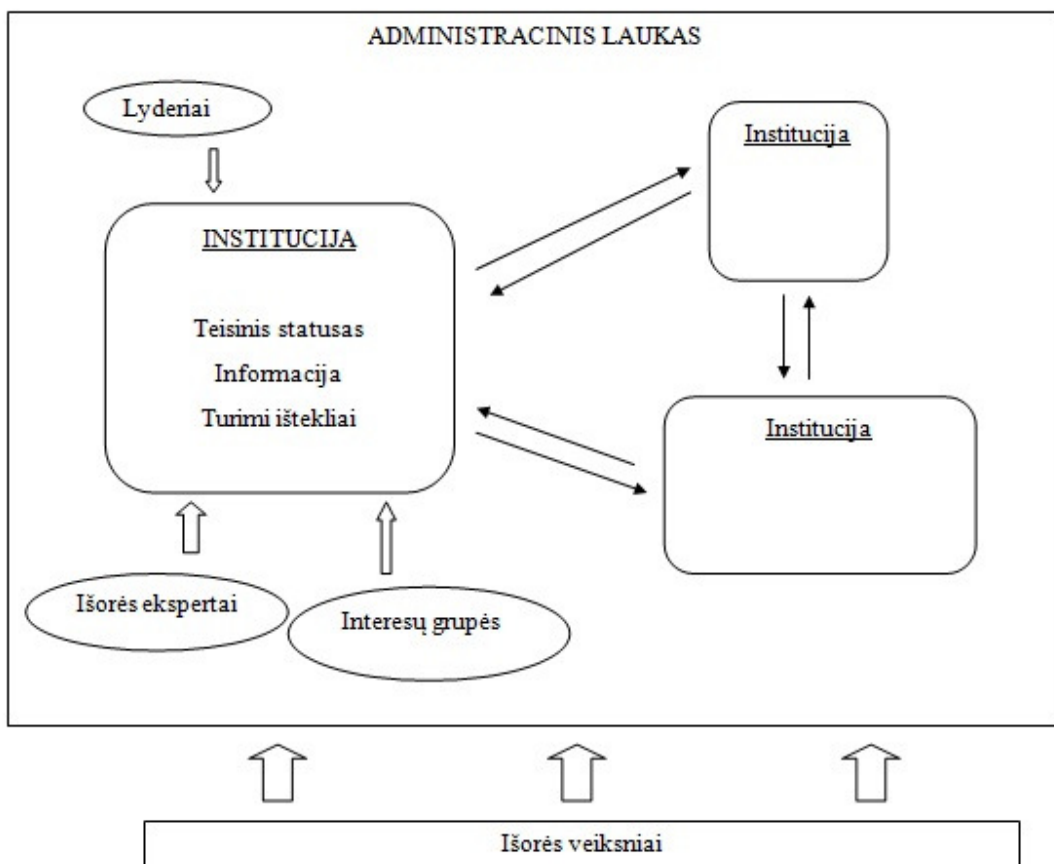 ADMINISTRACINIS LAUKAS
Lyderiai
Institucija
INSTITUCIJA
Teisinis statusas
Informacija
Turimi ištekliai
Institucija
Išorės ekspertai
Interesų grupės
Išorės veiksniai